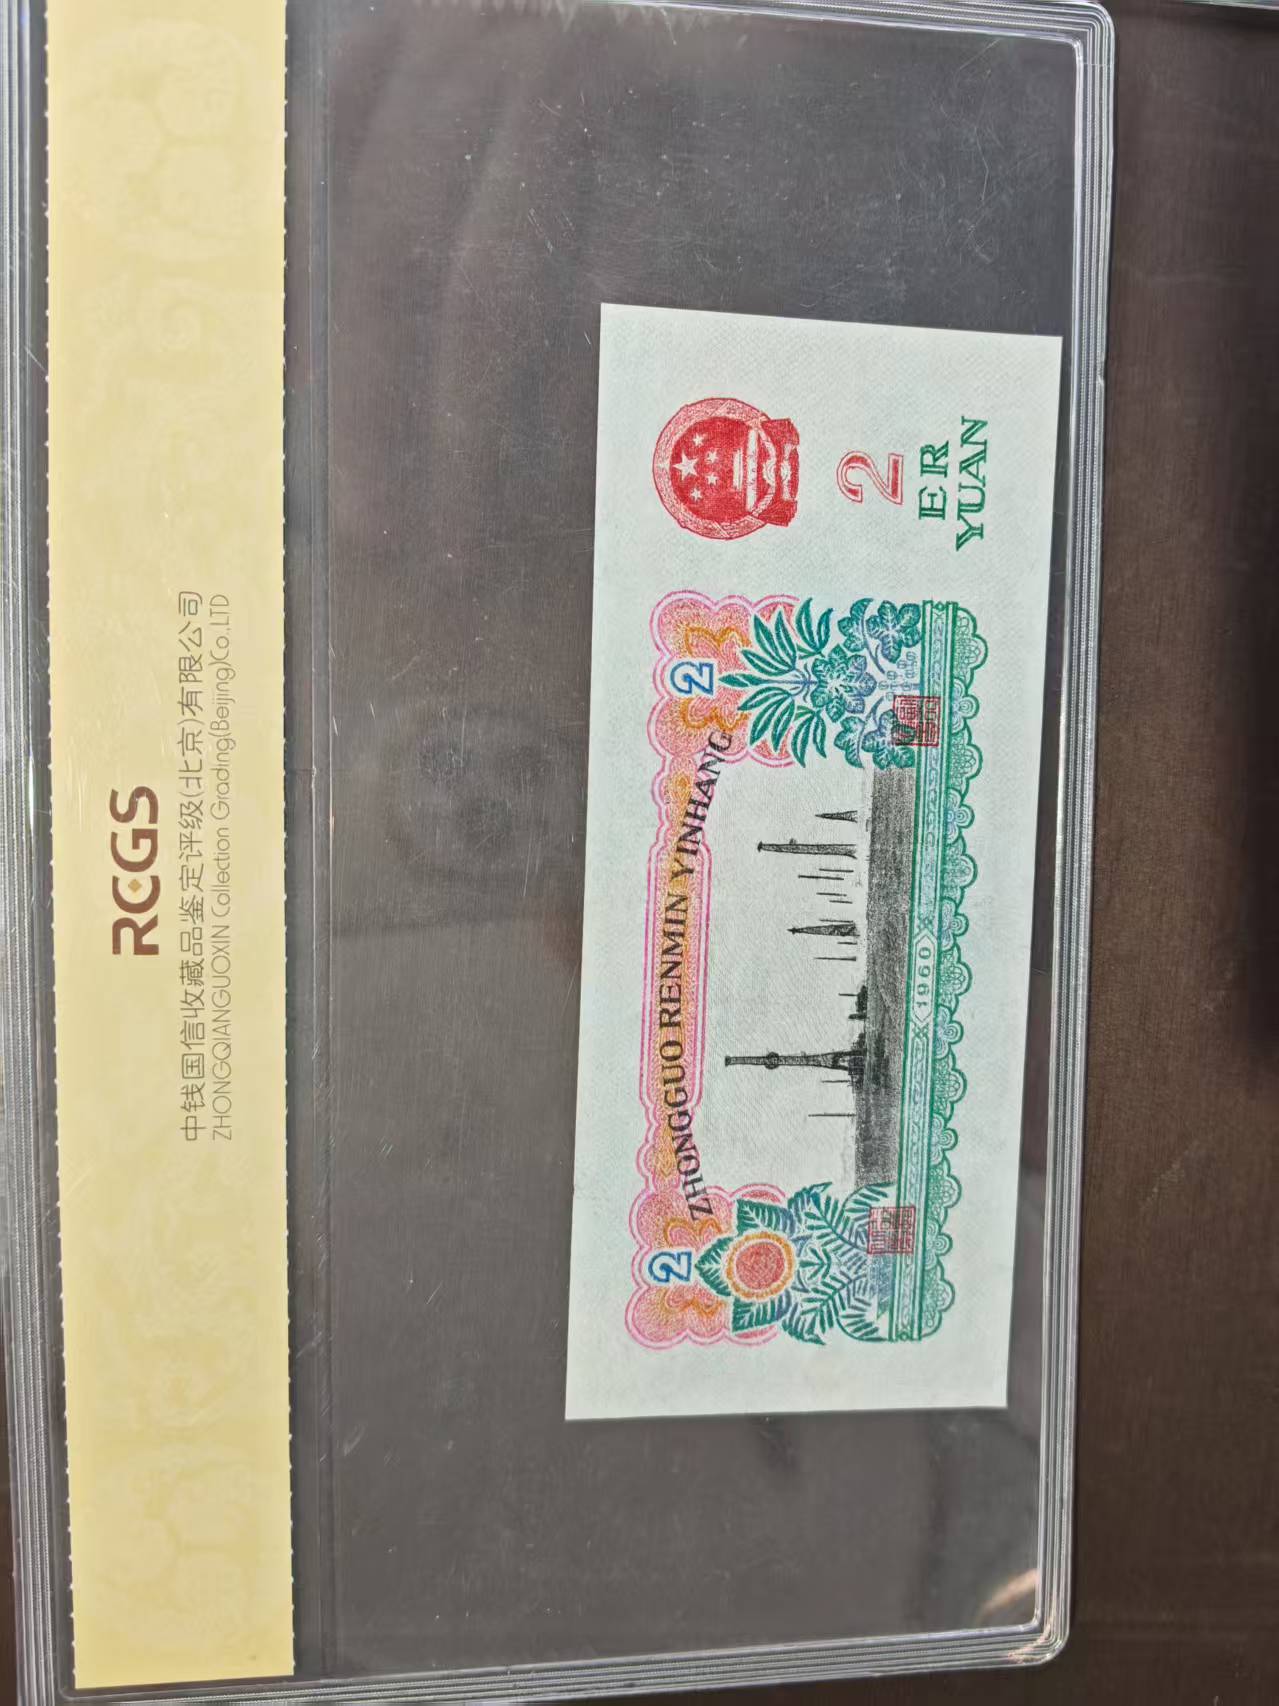 RCGS
中钱国信收藏品鉴定评级(北京)有限公司
ZHONGQIANGUOXIN Collection Grading(Beijing)Co.,LTD
ZHONGGUO RENMIN YINHANG
2
2
1960
2
ER
YUAN